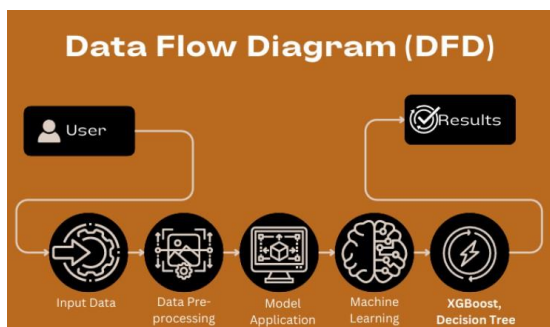 Data Flow Diagram (DFD)
User
Results
Input Data
Data Pre-
processing
Model
Application
Machine
Learning
XGBoost,
Decision Tree